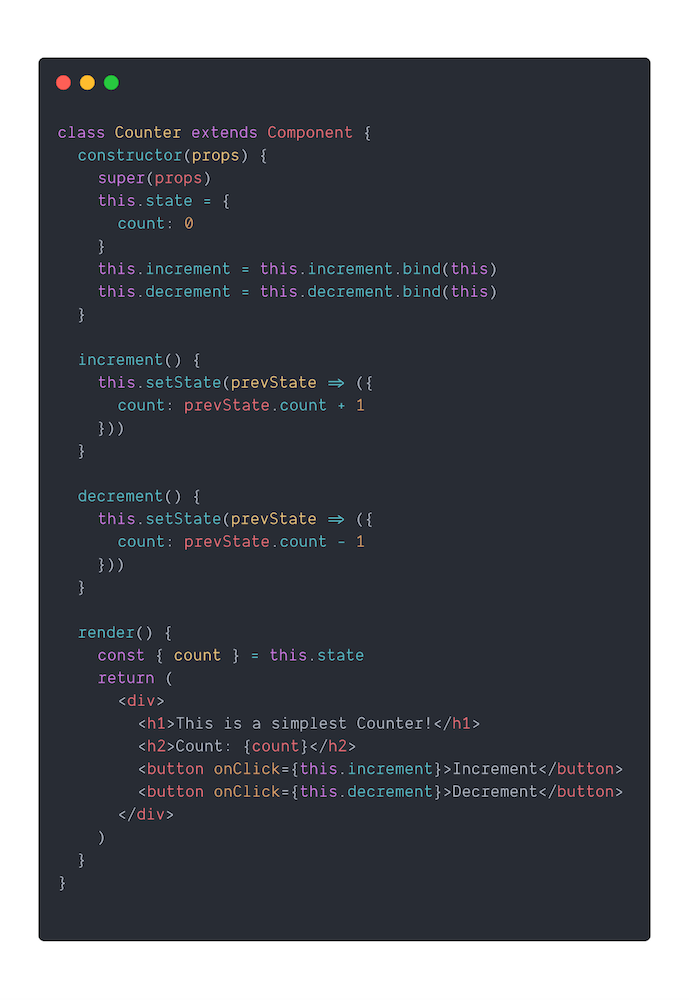 class Counter extends Component {
  constructor(props) {
    super(props)
    this.state = {
      count: 0
    }
    this.increment = this.increment.bind(this)
    this.decrement = this.decrement.bind(this)
  }

  increment() {
    this.setState(prevState => ({
      count: prevState.count + 1
    }))
  }

  decrement() {
    this.setState(prevState => ({
      count: prevState.count - 1
    }))
  }

  render() {
    const { count } = this.state
    return (
      <div>
        <h1>This is a simplest Counter!</h1>
        <h2>Count: {count}</h2>
        <button onClick={this.increment}>Increment</button>
        <button onClick={this.decrement}>Decrement</button>
      </div>
    )
  }
}